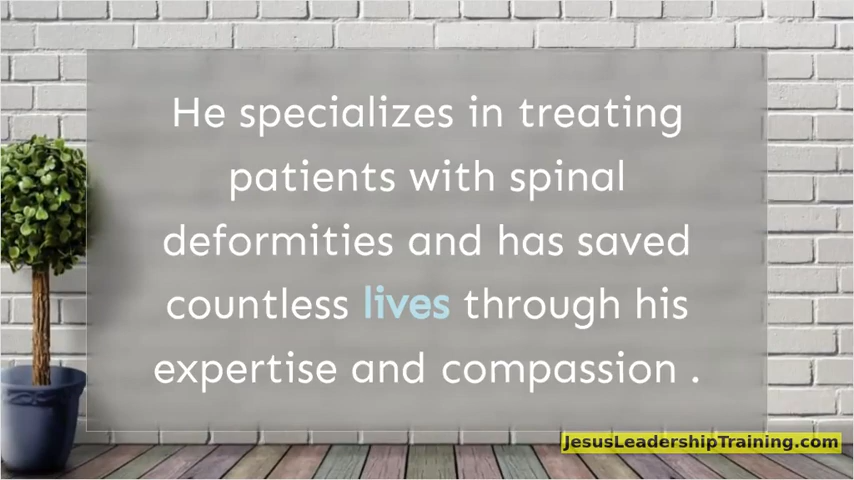 He specializes in treating
patients with spinal
deformities and has saved
countless lives through his
expertise and compassion .
JesusLeadershipTraining.com